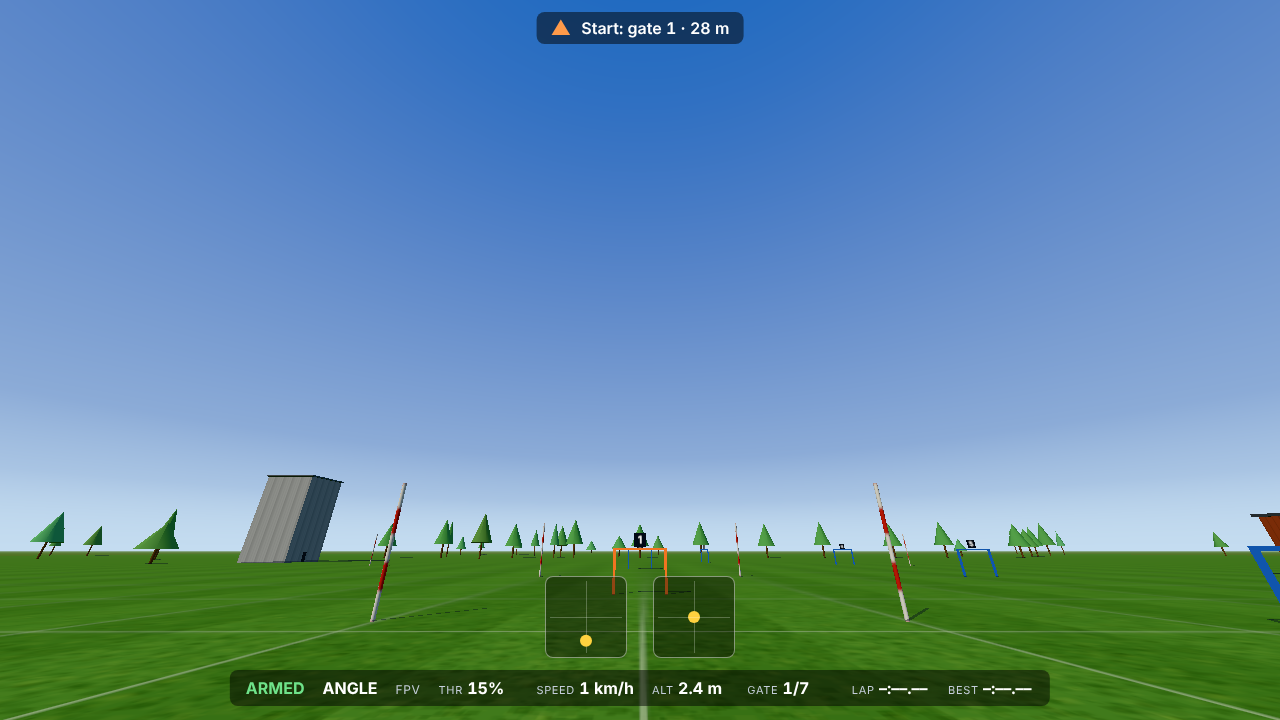 Start: gate 1 · 28 m
1
ARMED ANGLE FPV THR 15% SPEED 1 km/h ALT 2.4 m GATE 1/7 LAP –:––.–– BEST –:––.––